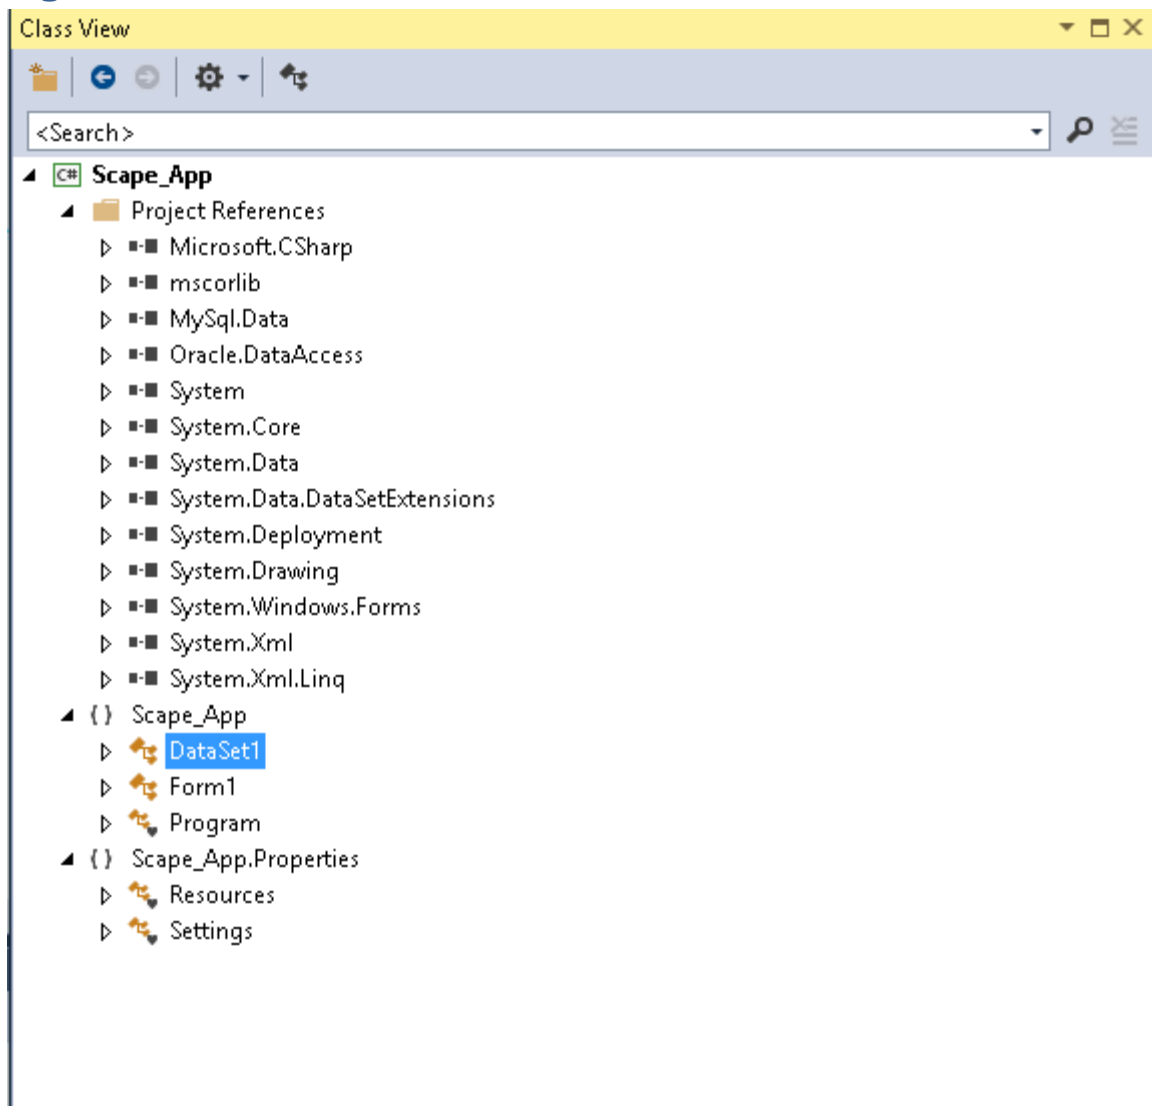 Class View
<Search>
C# Scape_App
Project References
Microsoft.CSharp
mscorlib
MySql.Data
Oracle.DataAccess
System
System.Core
System.Data
System.Data.DataSetExtensions
System.Deployment
System.Drawing
System.Windows.Forms
System.Xml
System.Xml.Linq
{ } Scape_App
DataSet1
Form1
Program
{ } Scape_App.Properties
Resources
Settings